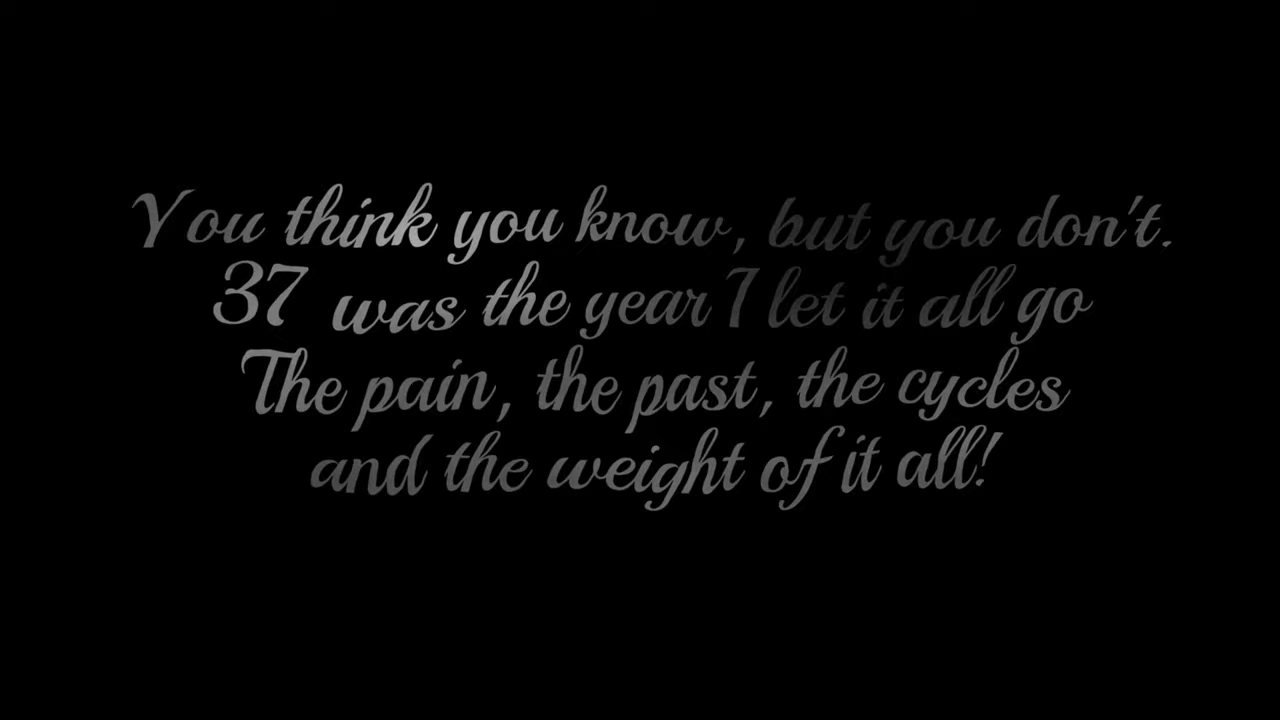 You think you know, but you don't.
37 was the year I let it all go
The pain, the past, the cycles
and the weight of it all!